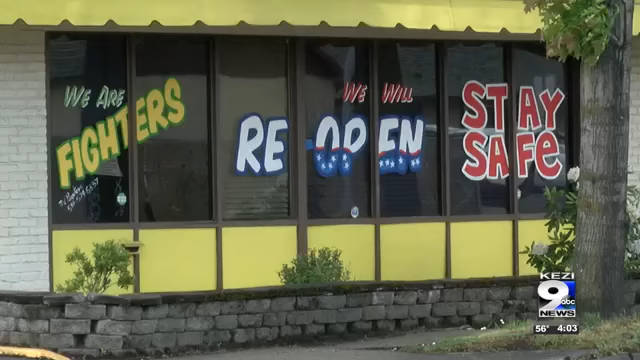 WE ARE
FIGHTERS
WE WILL
RE-OPEN
STAY
SAFE
KEZI
9 abc
NEWS
56° 4:03